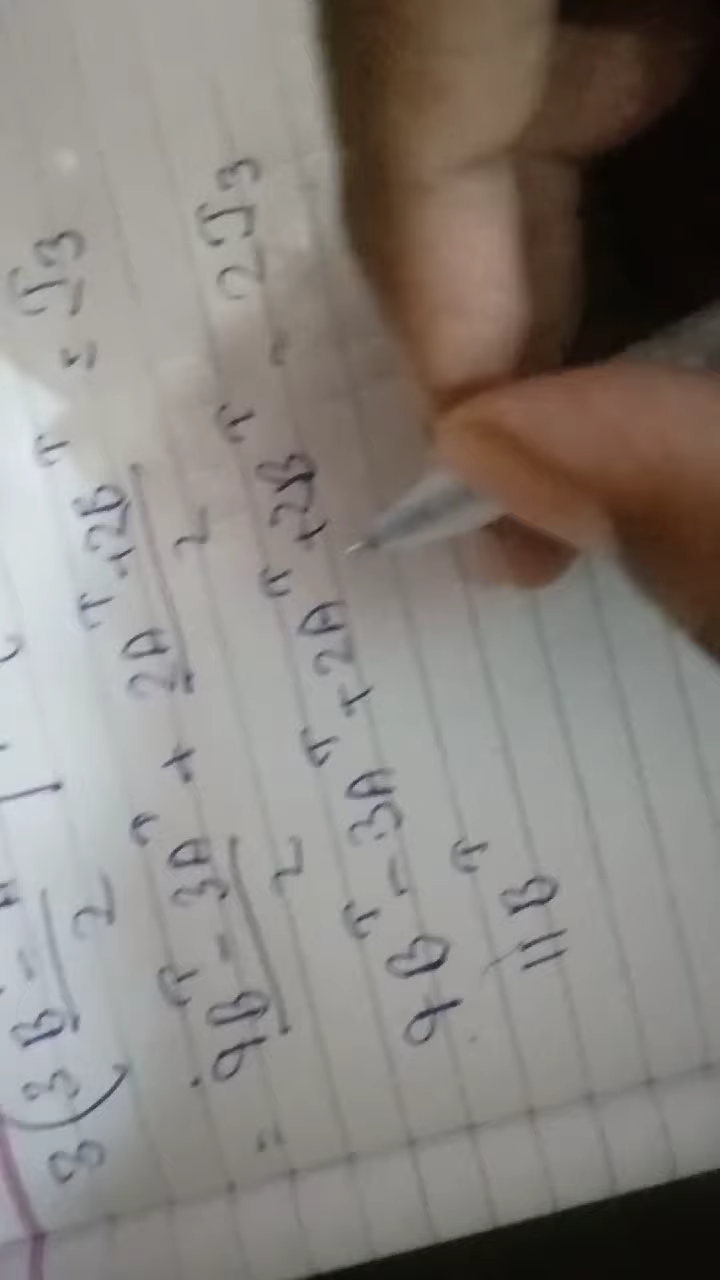 3(3B - A
2
= 9B^T - 3A^T / 2 + 2A^T + 2B^T / 2 = I3
9B^T - 3A^T + 2A^T + 2B^T = 2I3
11B^T